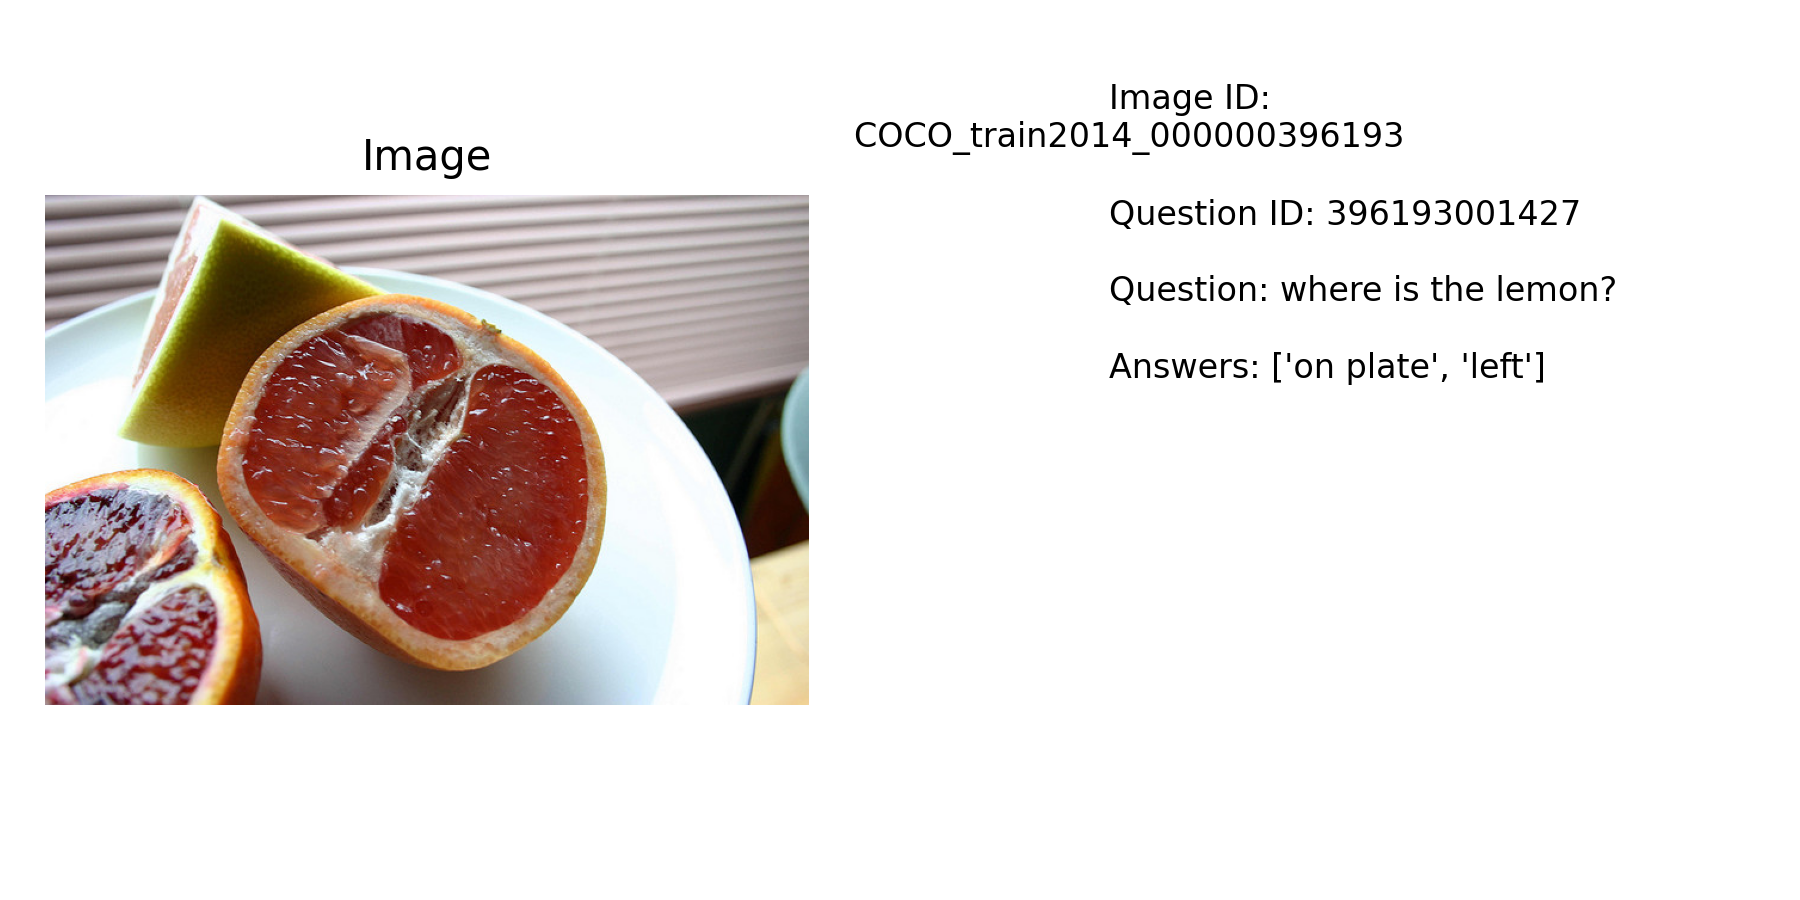 Image
Image ID:
COCO_train2014_000000396193
Question ID: 396193001427
Question: where is the lemon?
Answers: ['on plate', 'left']